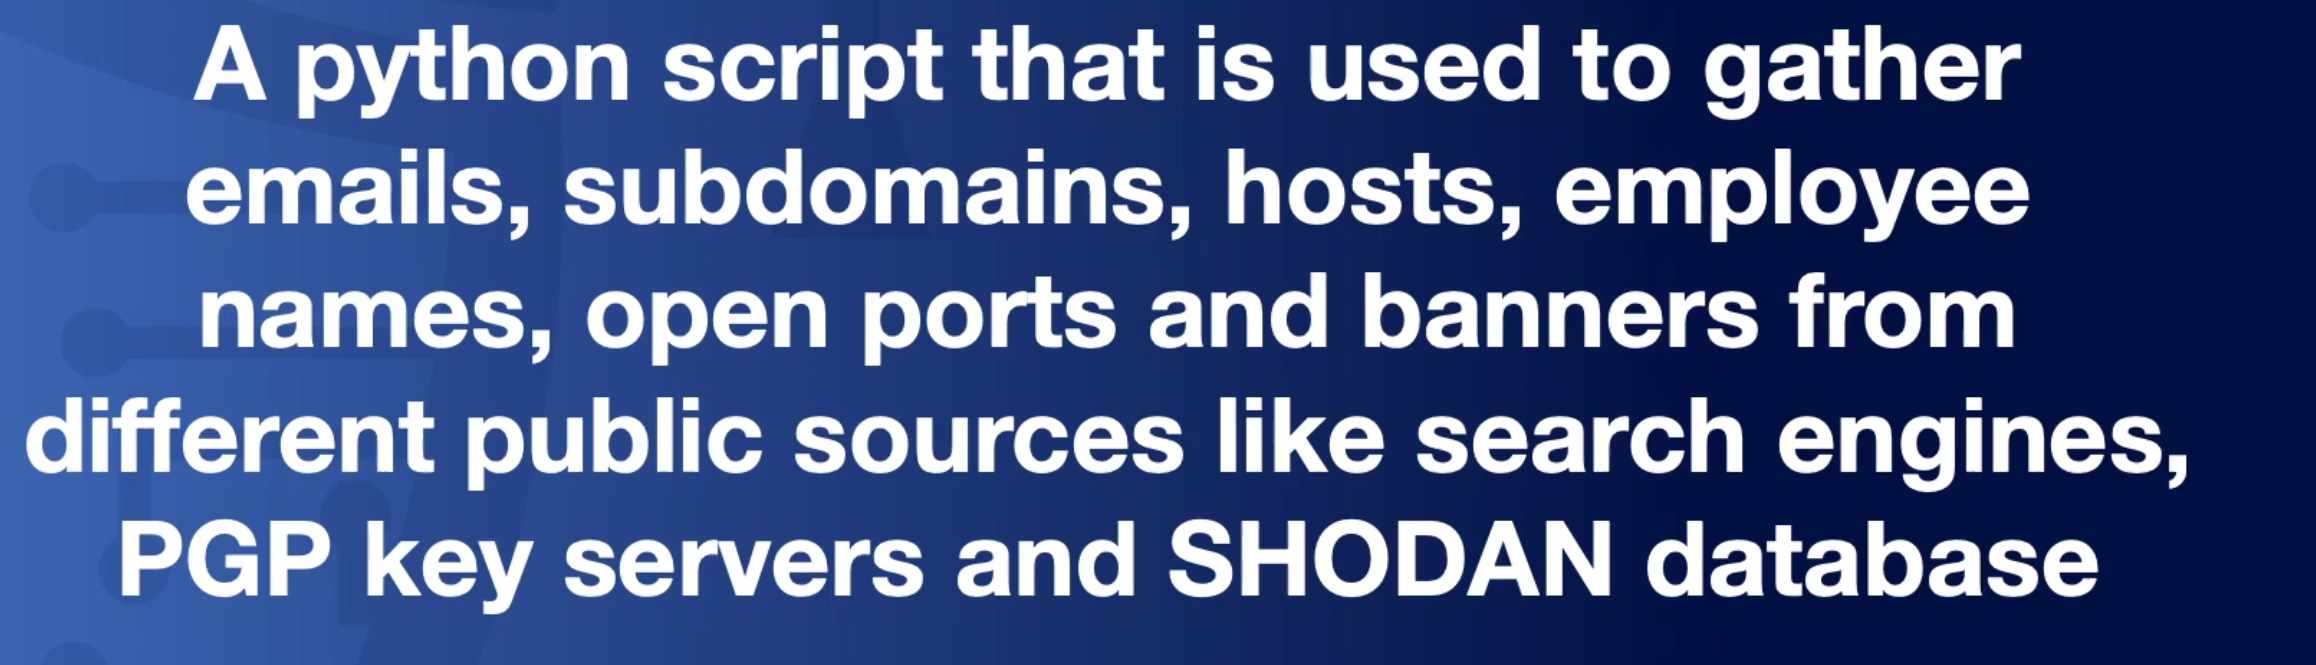 A python script that is used to gather
emails, subdomains, hosts, employee
names, open ports and banners from
different public sources like search engines,
PGP key servers and SHODAN database